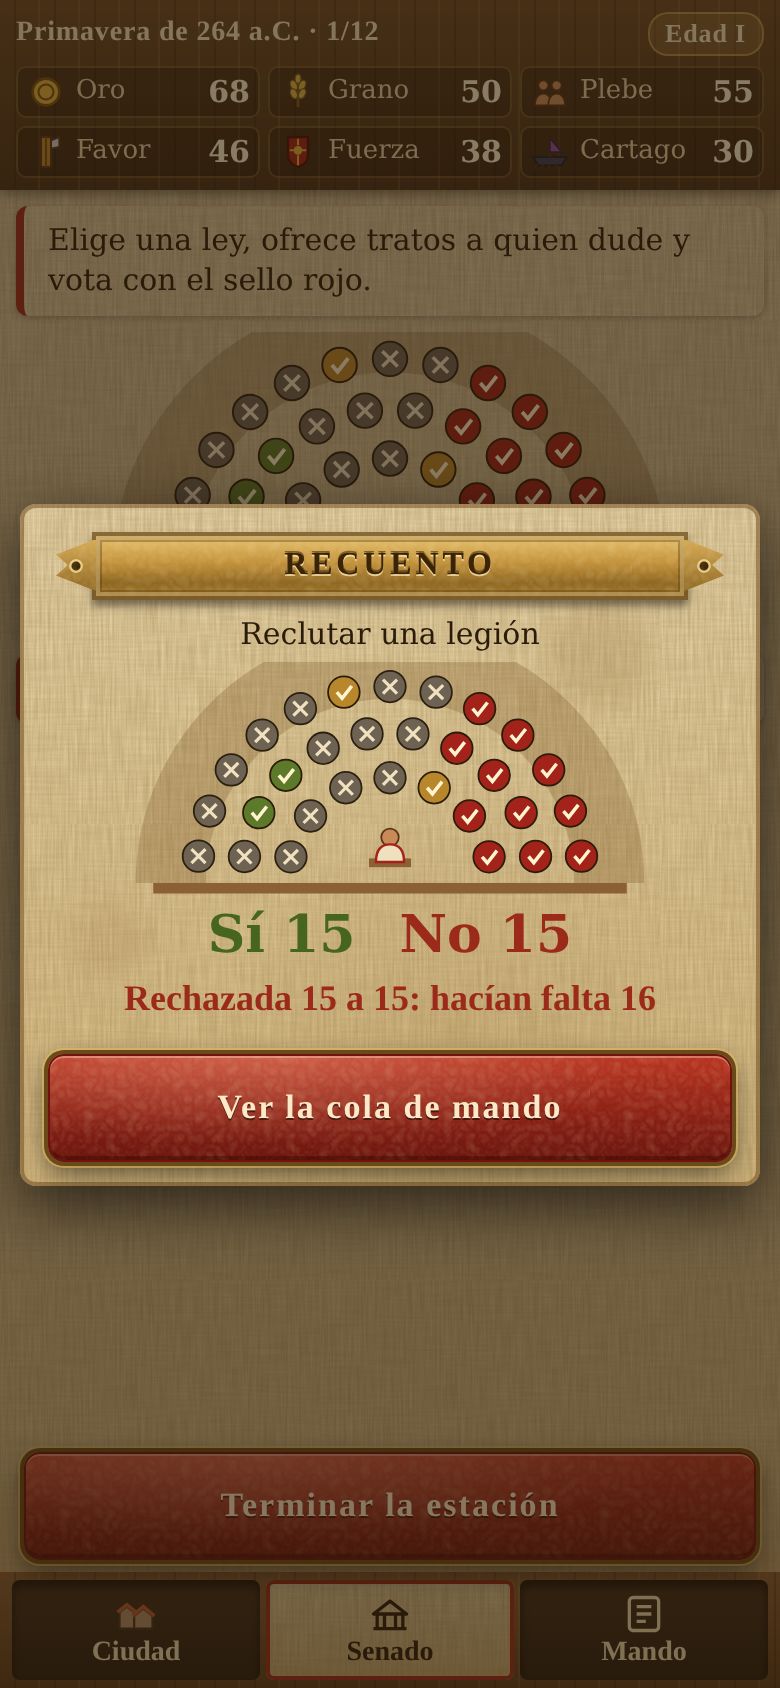 Primavera de 264 a.C. · 1/12
Edad I
Oro 68
Grano 50
Plebe 55
Favor 46
Fuerza 38
Cartago 30
Elige una ley, ofrece tratos a quien dude y
vota con el sello rojo.
RECUENTO
Reclutar una legión
Sí 15 No 15
Rechazada 15 a 15: hacían falta 16
Ver la cola de mando
Terminar la estación
Ciudad
Senado
Mando